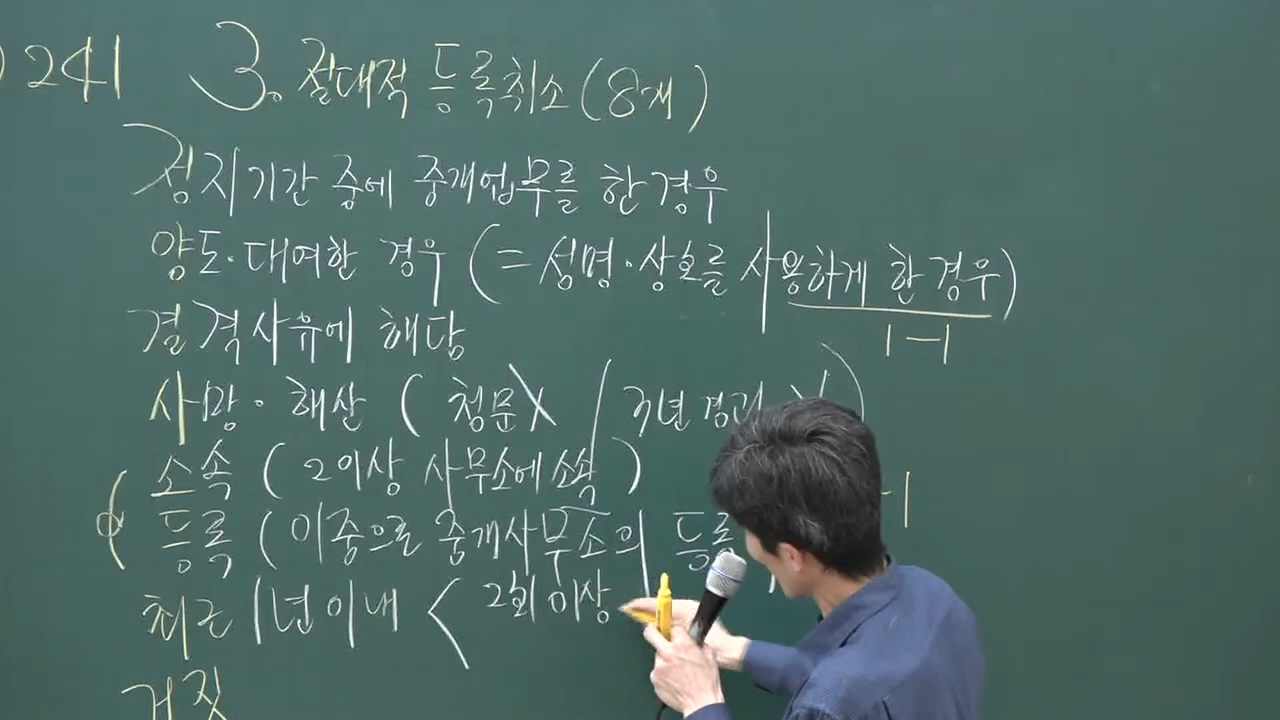 ) 241 3. 절대적 등록취소 (8개)
정지기간 중에 중개업무를 한 경우
양도·대여한 경우 (= 성명·상호를 사용하게 한 경우)
1-1
결격사유에 해당
사망·해산 ( 청문X / 3년 경과 X )
소속 ( 2이상 사무소에 소속 )
등록 ( 이중으로 중개사무소의 등록
-1
최근 1년 이내 < 2회 이상
거짓